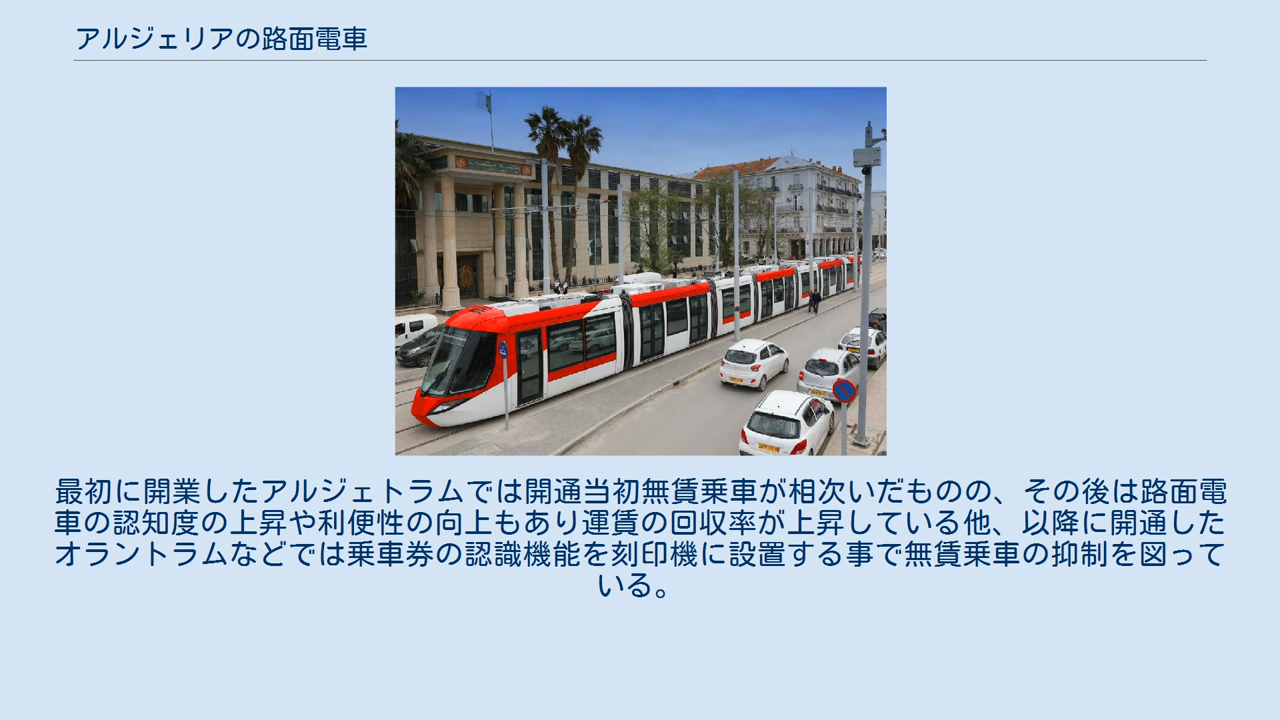 アルジェリアの路面電車
最初に開業したアルジェトラムでは開通当初無賃乗車が相次いだものの、その後は路面電
車の認知度の上昇や利便性の向上もあり運賃の回収率が上昇している他、以降に開通した
オラントラムなどでは乗車券の認識機能を刻印機に設置する事で無賃乗車の抑制を図って
いる。